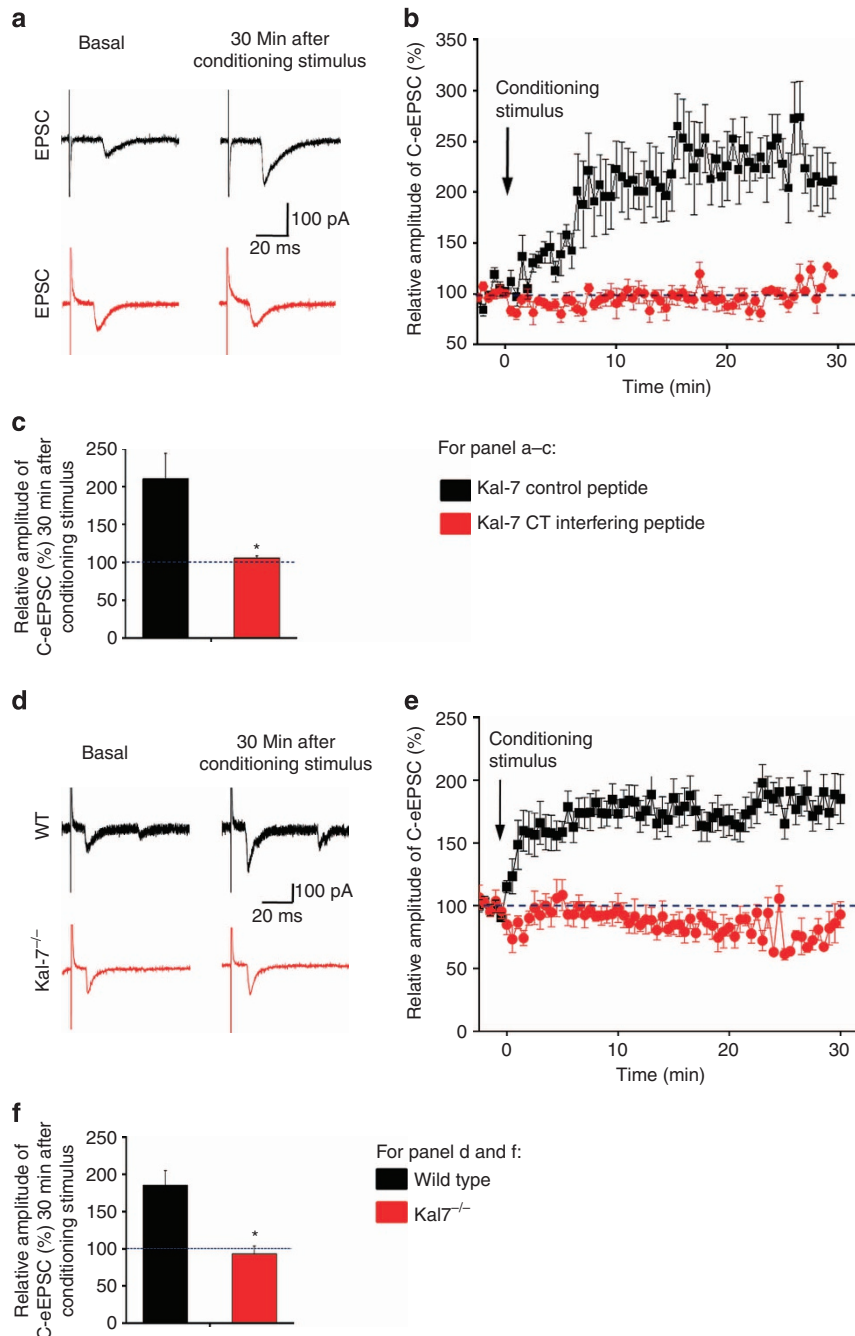 a
Basal
30 Min after
conditioning stimulus
EPSC
EPSC
100 pA
20 ms
b
Relative amplitude of C-eEPSC (%)
350
300
250
200
150
100
50
Conditioning
stimulus
0
10
20
30
Time (min)
c
Relative amplitude of
C-eEPSC (%) 30 min after
conditioning stimulus
250
200
150
100
50
0
*
For panel a–c:
Kal-7 control peptide
Kal-7 CT interfering peptide
d
Basal
30 Min after
conditioning stimulus
WT
Kal-7−/−
100 pA
20 ms
e
Relative amplitude of C-eEPSC (%)
250
200
150
100
50
0
Conditioning
stimulus
0
10
20
30
Time (min)
f
Relative amplitude of
C-eEPSC (%) 30 min after
conditioning stimulus
250
200
150
100
50
0
*
For panel d and f:
Wild type
Kal7−/−